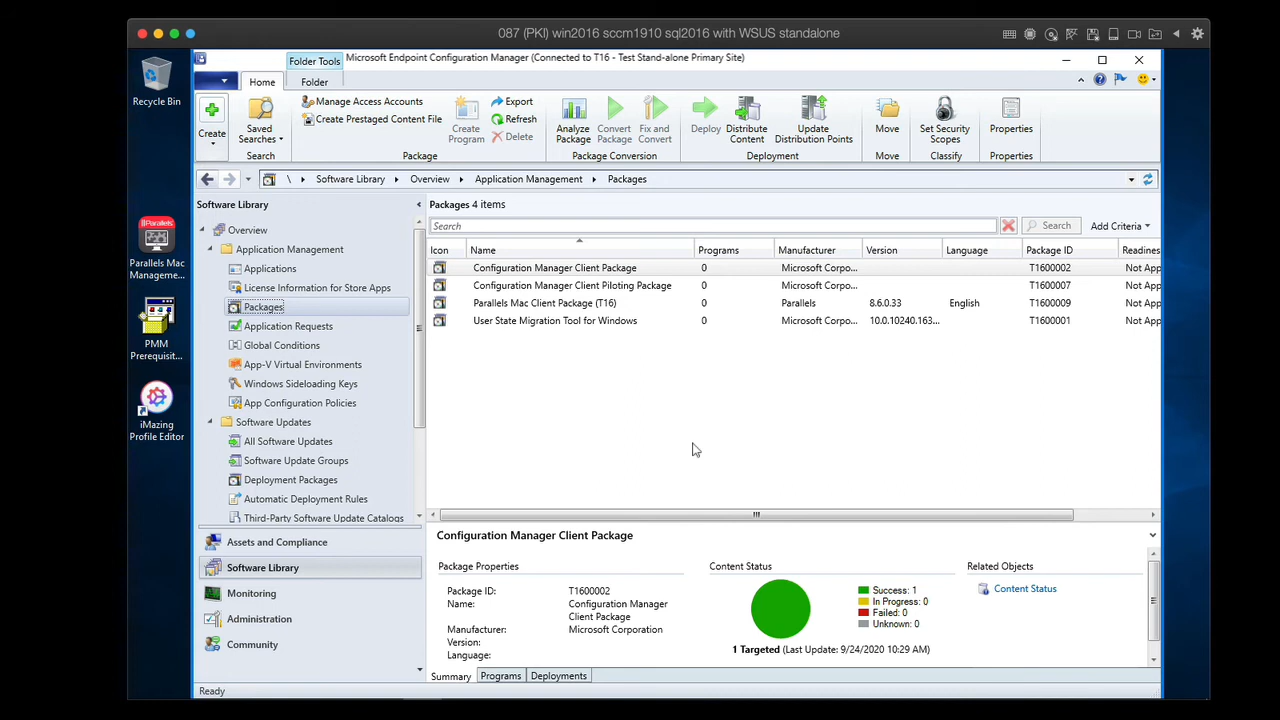 087 (PKI) win2016 sccm1910 sql2016 with WSUS standalone
Recycle Bin
Parallels Mac
Manageme...
PMM
Prerequisit...
iMazing
Profile Editor
Folder Tools
Microsoft Endpoint Configuration Manager (Connected to T16 - Test Stand-alone Primary Site)
Home
Folder
Create
Saved
Searches
Search
Manage Access Accounts
Create Prestaged Content File
Create
Program
Export
Refresh
Delete
Package
Analyze
Package
Convert
Package
Fix and
Convert
Package Conversion
Deploy
Distribute
Content
Update
Distribution Points
Deployment
Move
Move
Set Security
Scopes
Classify
Properties
Properties
\ Software Library Overview Application Management Packages
Software Library
Overview
Application Management
Applications
License Information for Store Apps
Packages
Application Requests
Global Conditions
App-V Virtual Environments
Windows Sideloading Keys
App Configuration Policies
Software Updates
All Software Updates
Software Update Groups
Deployment Packages
Automatic Deployment Rules
Third-Party Software Update Catalogs
Assets and Compliance
Software Library
Monitoring
Administration
Community
Packages 4 items
Search
Search
Add Criteria
Icon Name Programs Manufacturer Version Language Package ID Readines
Configuration Manager Client Package 0 Microsoft Corpo... T1600002 Not App
Configuration Manager Client Piloting Package 0 Microsoft Corpo... T1600007 Not App
Parallels Mac Client Package (T16) 0 Parallels 8.6.0.33 English T1600009 Not App
User State Migration Tool for Windows 0 Microsoft Corpo... 10.0.10240.163... T1600001 Not App
Configuration Manager Client Package
Package Properties
Package ID: T1600002
Name: Configuration Manager
Client Package
Manufacturer: Microsoft Corporation
Version:
Language:
Content Status
Success: 1
In Progress: 0
Failed: 0
Unknown: 0
1 Targeted (Last Update: 9/24/2020 10:29 AM)
Related Objects
Content Status
Summary Programs Deployments
Ready